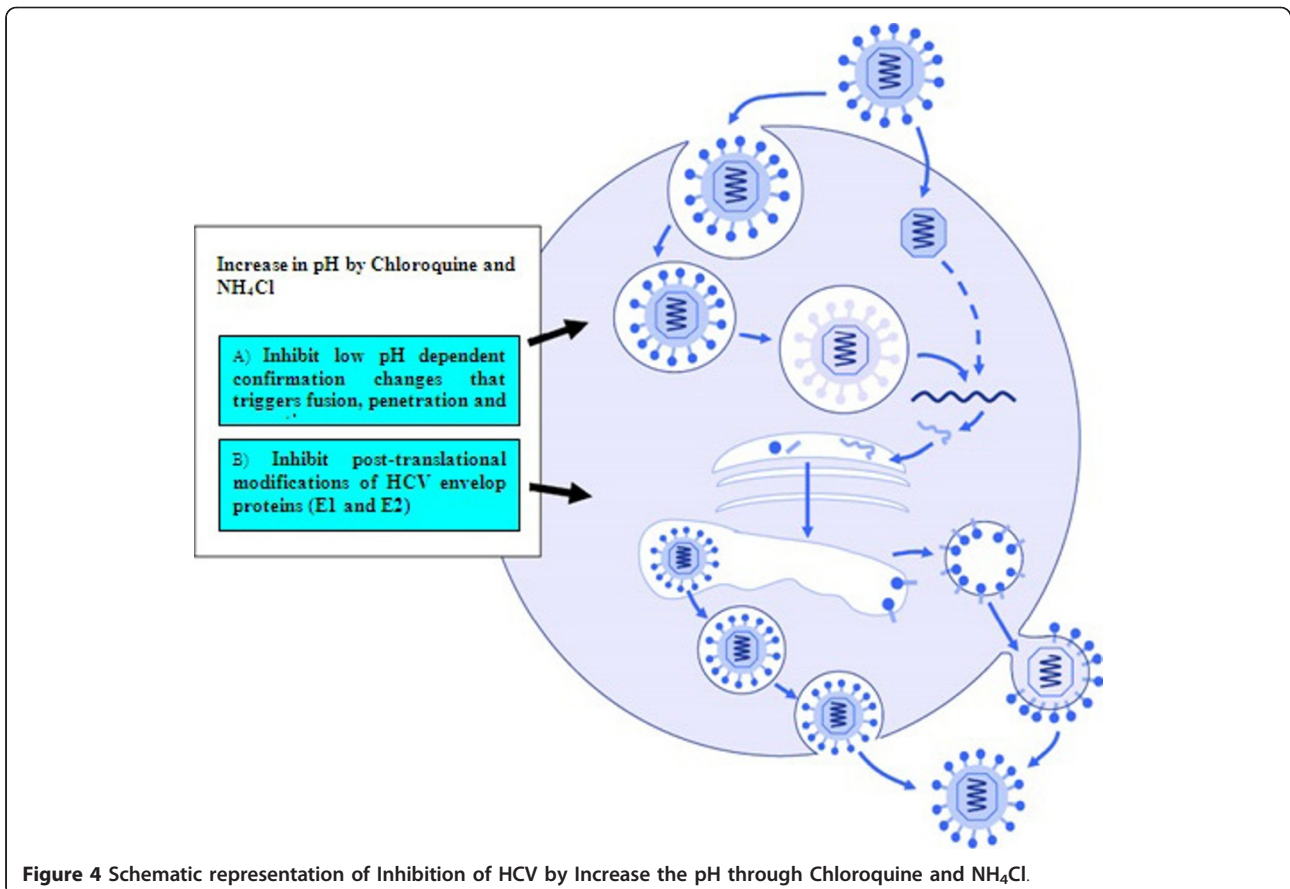 Increase in pH by Chloroquine and
NH₄Cl
A) Inhibit low pH dependent
confirmation changes that
triggers fusion, penetration and
B) Inhibit post-translational
modifications of HCV envelop
proteins (E1 and E2)
Figure 4 Schematic representation of Inhibition of HCV by Increase the pH through Chloroquine and NH₄Cl.